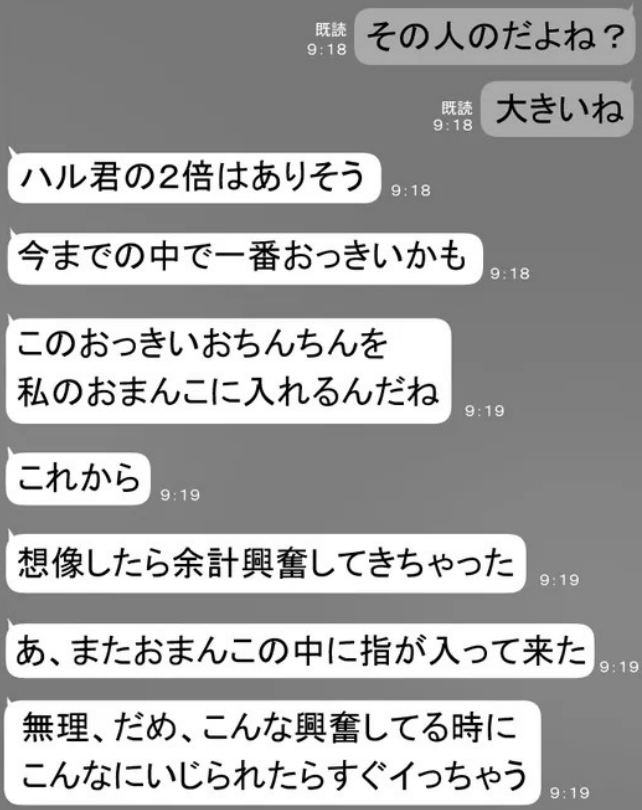 既読
9:18
その人のだよね？
既読
9:18
大きいね
ハル君の2倍はありそう
9:18
今までの中で一番おっきいかも
9:18
このおっきいおちんちんを
私のおまんこに入れるんだね
9:19
これから
9:19
想像したら余計興奮してきちゃった
9:19
あ、またおまんこの中に指が入って来た
9:19
無理、だめ、こんな興奮してる時に
こんなにいじられたらすぐイっちゃう
9:19